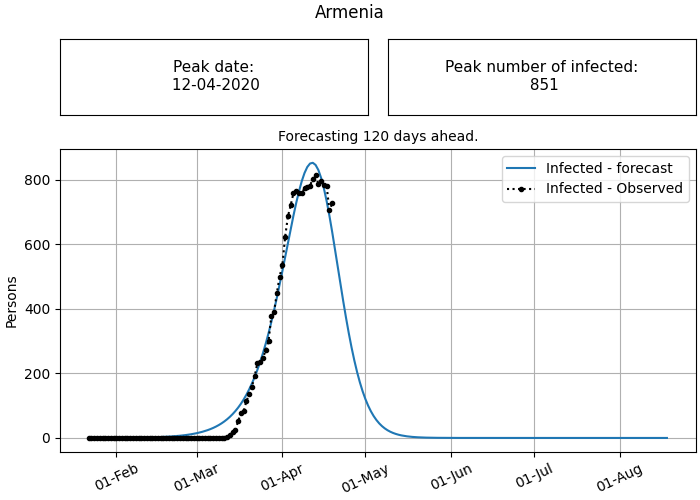 Armenia
Peak date:
12-04-2020
Peak number of infected:
851
Forecasting 120 days ahead.
Infected - forecast
Infected - Observed
Persons
800
600
400
200
0
01-Feb
01-Mar
01-Apr
01-May
01-Jun
01-Jul
01-Aug